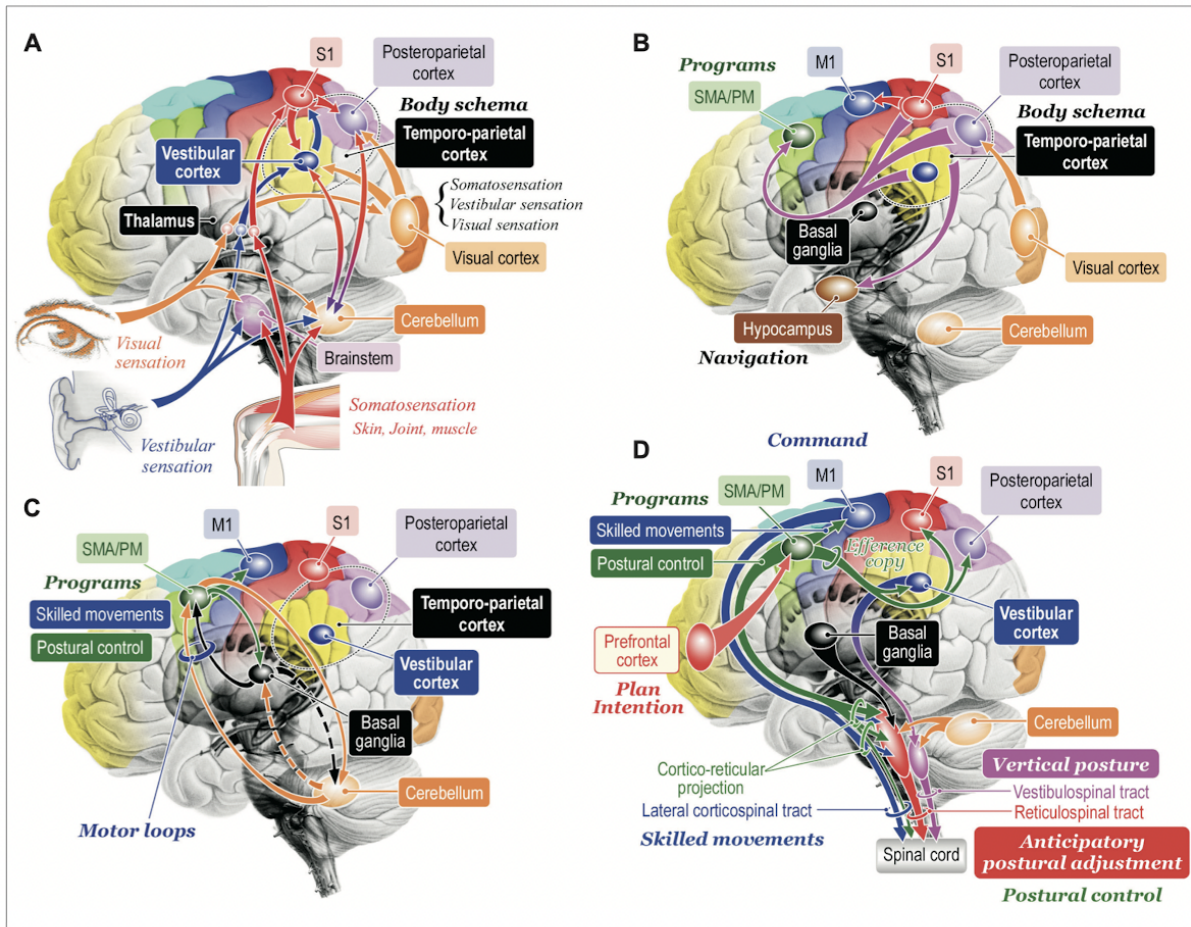 A
S1
Posteroparietal
cortex
Body schema
Temporo-parietal
cortex
Vestibular
cortex
Somatosensation
Vestibular sensation
Visual sensation
Thalamus
Visual cortex
Cerebellum
Brainstem
Visual
sensation
Somatosensation
Skin, Joint, muscle
Vestibular
sensation
B
Programs
M1
S1
Posteroparietal
cortex
SMA/PM
Body schema
Temporo-parietal
cortex
Basal
ganglia
Visual cortex
Hypocampus
Cerebellum
Navigation
C
M1
S1
Posteroparietal
cortex
SMA/PM
Programs
Skilled movements
Postural control
Temporo-parietal
cortex
Vestibular
cortex
Basal
ganglia
Cerebellum
Motor loops
D
Command
M1
S1
SMA/PM
Posteroparietal
cortex
Programs
Skilled movements
Postural control
Efference
copy
Vestibular
cortex
Basal
ganglia
Prefrontal
cortex
Plan
Intention
Cerebellum
Vertical posture
Cortico-reticular
projection
Vestibulospinal tract
Lateral corticospinal tract
Reticulospinal tract
Skilled movements
Spinal cord
Anticipatory
postural adjustment
Postural control